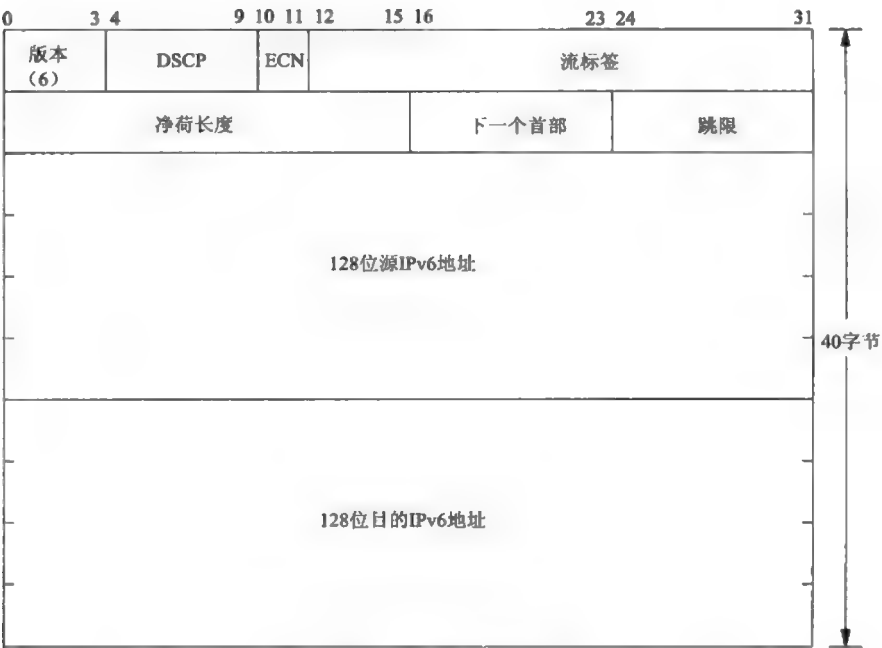 0 3 4 9 10 11 12 15 16 23 24 31
版本
(6)
DSCP
ECN
流标签
净荷长度
下一个首部
跳限
128位源IPv6地址
40字节
128位目的IPv6地址